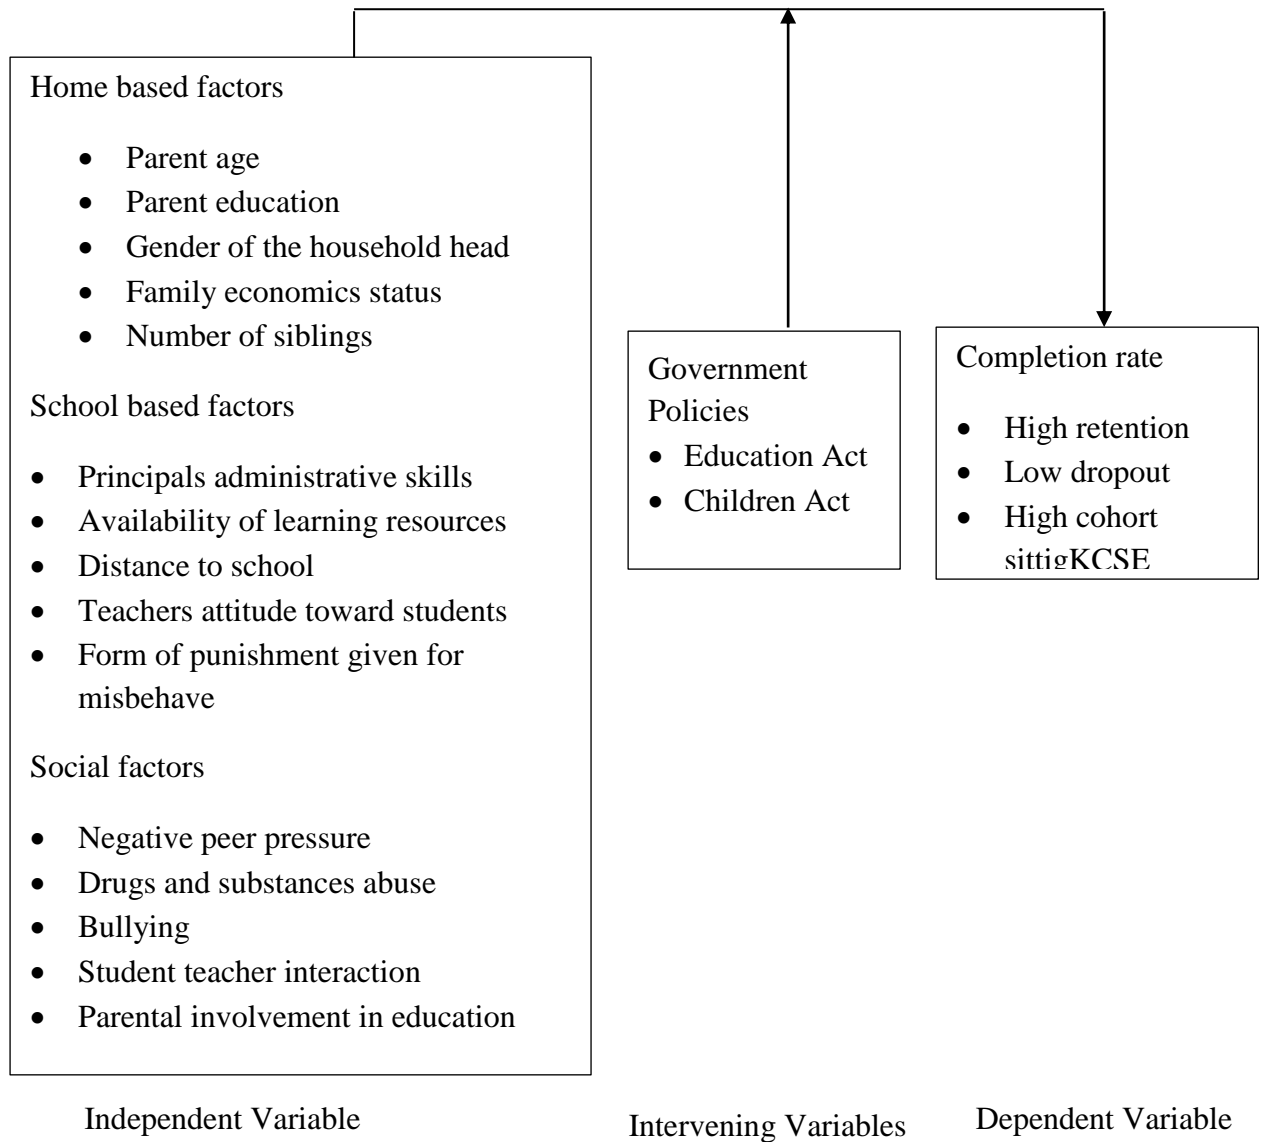 Home based factors
• Parent age
• Parent education
• Gender of the household head
• Family economics status
• Number of siblings
School based factors
• Principals administrative skills
• Availability of learning resources
• Distance to school
• Teachers attitude toward students
• Form of punishment given for
misbehave
Social factors
• Negative peer pressure
• Drugs and substances abuse
• Bullying
• Student teacher interaction
• Parental involvement in education
Government
Policies
• Education Act
• Children Act
Completion rate
• High retention
• Low dropout
• High cohort
sittigKCSE
Independent Variable
Intervening Variables
Dependent Variable